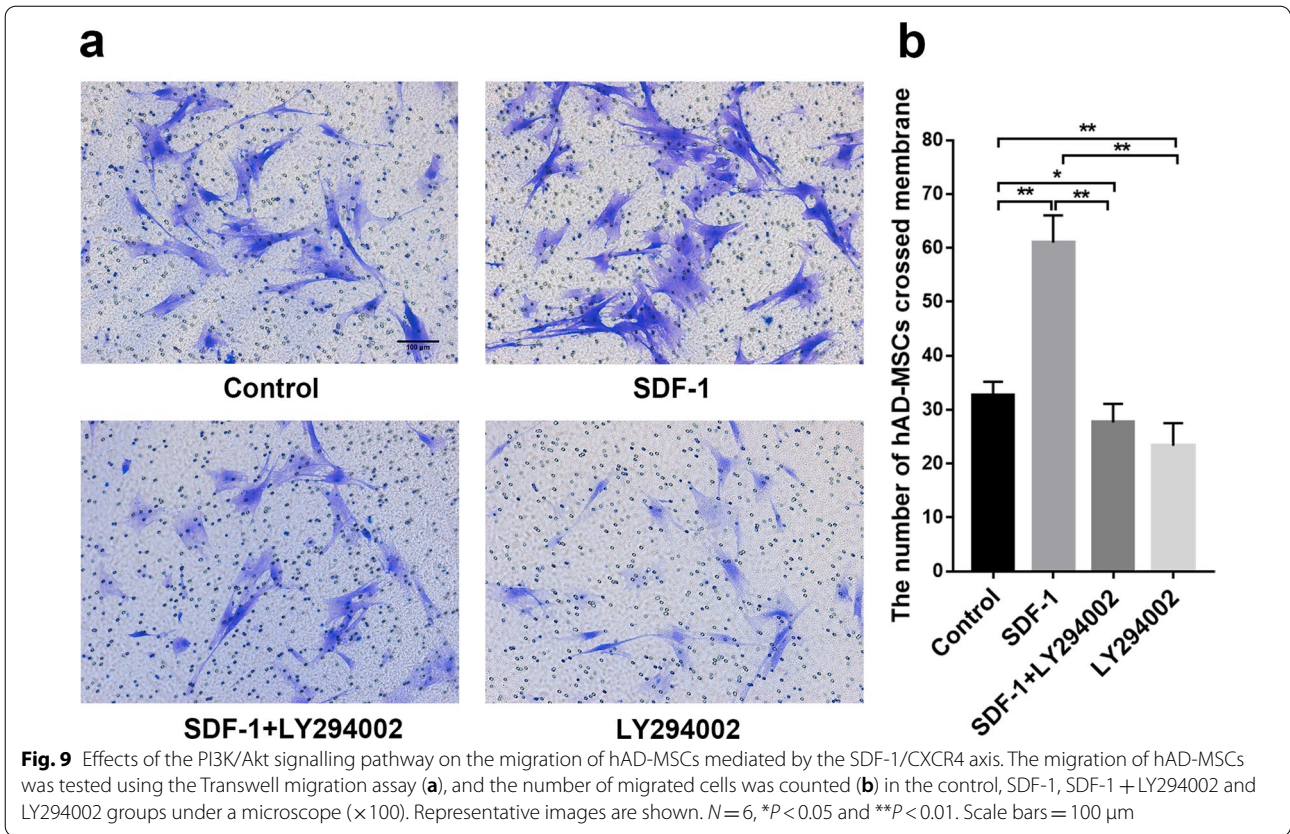 a
b
100 µm
Control
SDF-1
SDF-1+LY294002
LY294002
The number of hAD-MSCs crossed membrane
80
70
60
50
40
30
20
10
0
**
**
*
** **
Control
SDF-1
SDF-1+LY294002
LY294002
Fig. 9 Effects of the PI3K/Akt signalling pathway on the migration of hAD-MSCs mediated by the SDF-1/CXCR4 axis. The migration of hAD-MSCs
was tested using the Transwell migration assay (a), and the number of migrated cells was counted (b) in the control, SDF-1, SDF-1 + LY294002 and
LY294002 groups under a microscope (×100). Representative images are shown. N = 6, *P < 0.05 and **P < 0.01. Scale bars = 100 µm